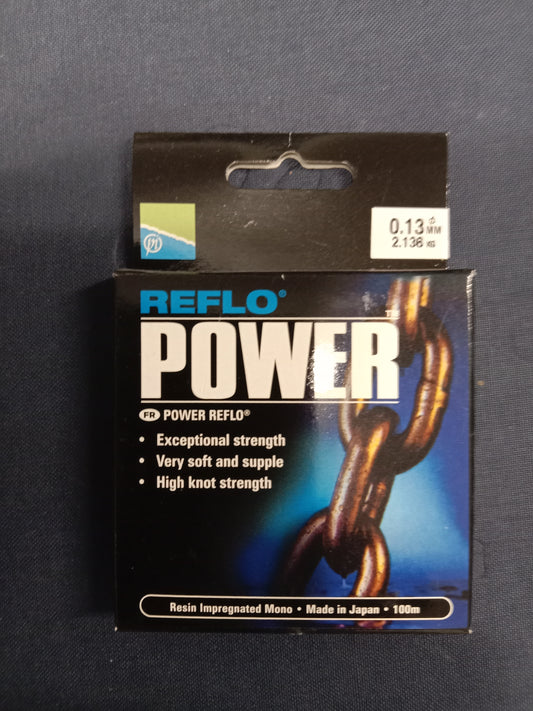 0.13 ⌀ MM
2.136 KG
REFLO®
POWER™
FR POWER REFLO®
• Exceptional strength
• Very soft and supple
• High knot strength
Resin Impregnated Mono • Made in Japan • 100m